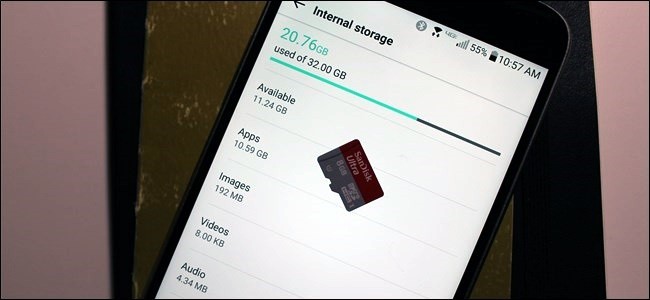 Internal storage
55% 10:57 AM
20.76GB
used of 32.00 GB
Available
11.24 GB
Apps
10.59 GB
Images
192 MB
Videos
8.00 KB
Audio
4.34 MB
SanDisk
Ultra
8GB